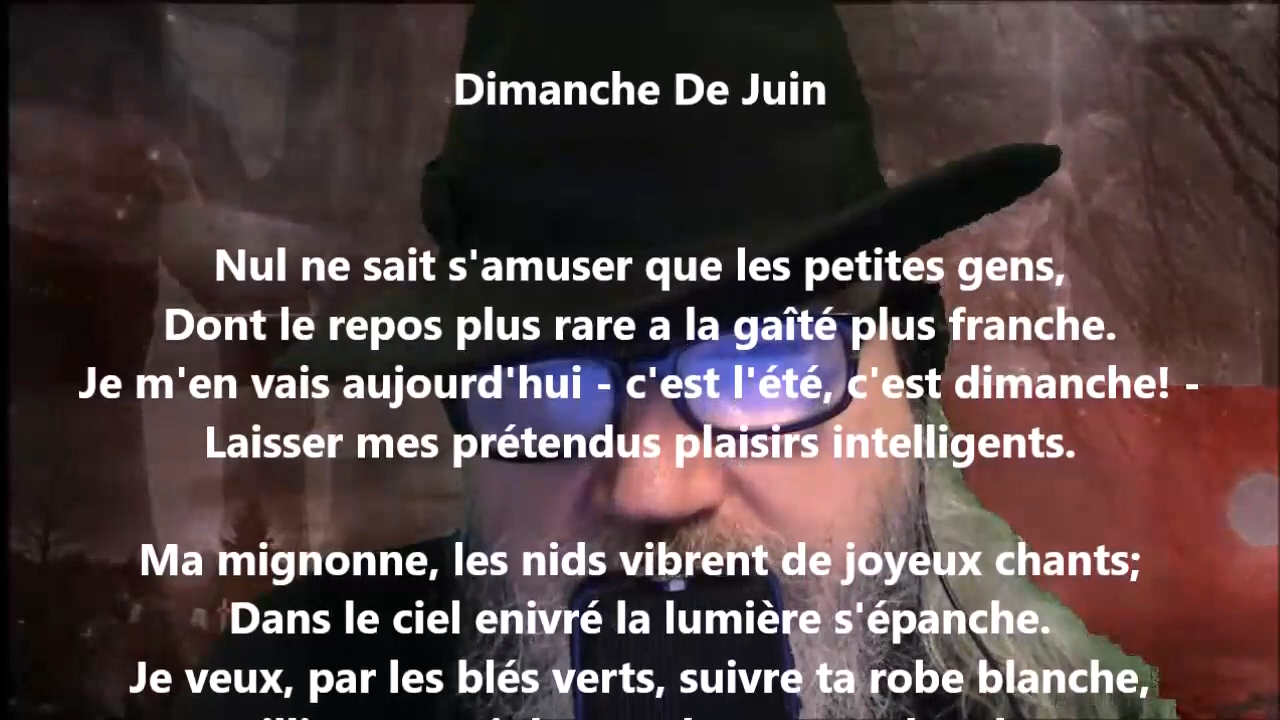 Dimanche De Juin
Nul ne sait s'amuser que les petites gens,
Dont le repos plus rare a la gaîté plus franche.
Je m'en vais aujourd'hui - c'est l'été, c'est dimanche! -
Laisser mes prétendus plaisirs intelligents.
Ma mignonne, les nids vibrent de joyeux chants;
Dans le ciel enivré la lumière s'épanche.
Je veux, par les blés verts, suivre ta robe blanche,